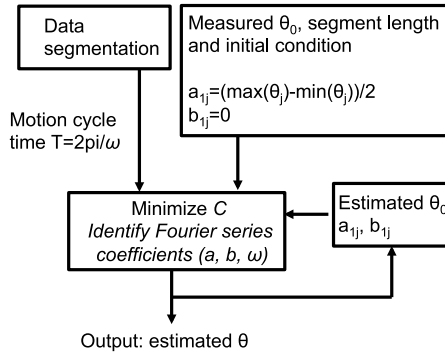 Data
segmentation
Measured θ₀, segment length
and initial condition
a₁ⱼ=(max(θⱼ)-min(θⱼ))/2
b₁ⱼ=0
Motion cycle
time T=2pi/ω
Minimize C
Identify Fourier series
coefficients (a, b, ω)
Estimated θ₀
a₁ⱼ, b₁ⱼ
Output: estimated θ